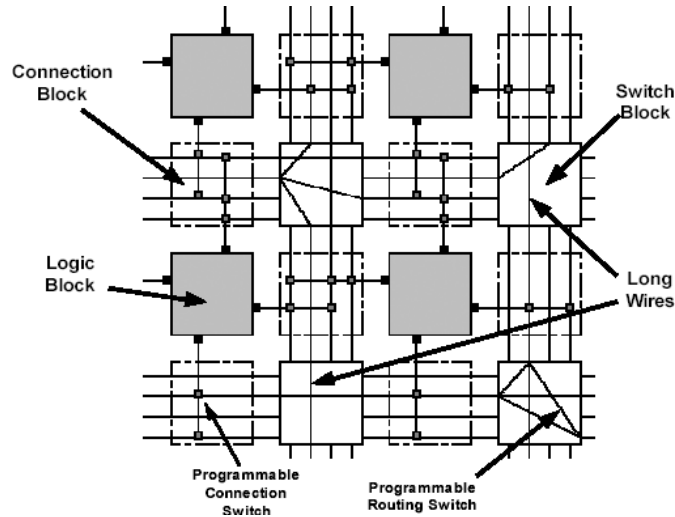 Connection
Block
Switch
Block
Logic
Block
Long
Wires
Programmable
Connection
Switch
Programmable
Routing Switch